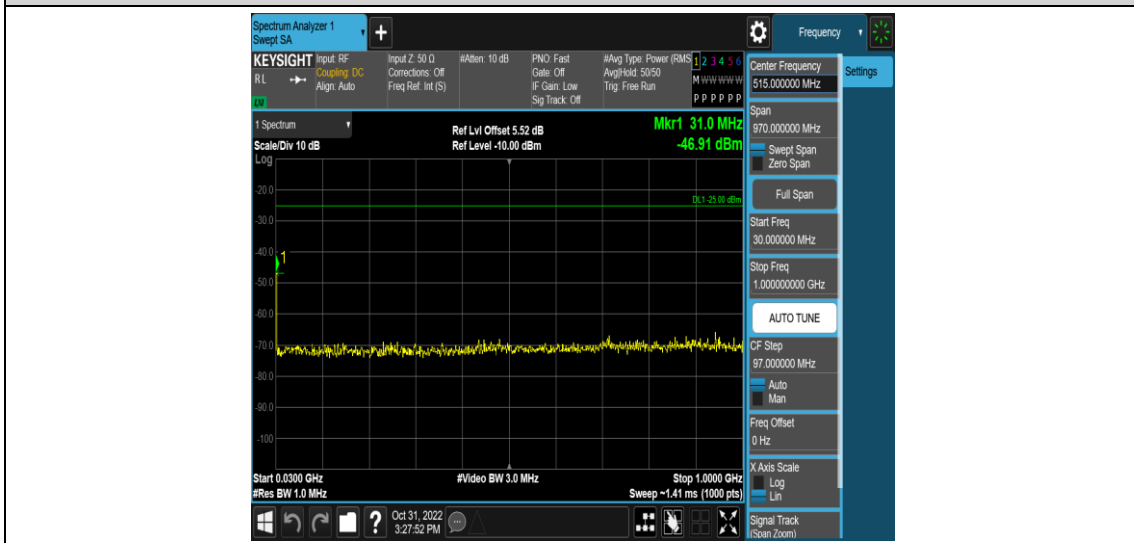 Spectrum Analyzer 1
Swept SA
+
Frequency
KEYSIGHT
RL
LXI
Input: RF
Coupling: DC
Align: Auto
Input Z: 50 Ω
Corrections: Off
Freq Ref: Int (S)
#Atten: 10 dB
PNO: Fast
Gate: Off
IF Gain: Low
Sig Track: Off
#Avg Type: Power (RMS
Avg|Hold: 50/50
Trig: Free Run
1 2 3 4 5 6
M W W W W W
P P P P P P
1 Spectrum
Scale/Div 10 dB
Ref Lvl Offset 5.52 dB
Ref Level -10.00 dBm
Mkr1 31.0 MHz
-46.91 dBm
Log
-20.0
DL1 -25.00 dBm
-30.0
-40.0
1
-50.0
-60.0
-70.0
-80.0
-90.0
-100
Start 0.0300 GHz
#Video BW 3.0 MHz
Stop 1.0000 GHz
#Res BW 1.0 MHz
Sweep ~1.41 ms (1000 pts)
?
Oct 31, 2022
3:27:52 PM
Center Frequency
515.000000 MHz
Settings
Span
970.000000 MHz
Swept Span
Zero Span
Full Span
Start Freq
30.000000 MHz
Stop Freq
1.000000000 GHz
AUTO TUNE
CF Step
97.000000 MHz
Auto
Man
Freq Offset
0 Hz
X Axis Scale
Log
Lin
Signal Track
(Span Zoom)